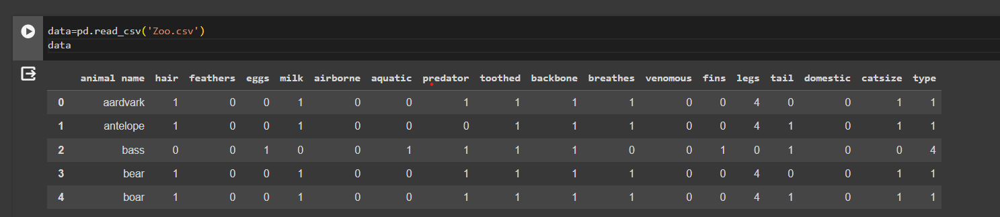 data=pd.read_csv('Zoo.csv')
data
animal name hair feathers eggs milk airborne aquatic predator toothed backbone breathes venomous fins legs tail domestic catsize type
0 aardvark 1 0 0 1 0 0 1 1 1 1 0 0 4 0 0 1 1
1 antelope 1 0 0 1 0 0 0 1 1 1 0 0 4 1 0 1 1
2 bass 0 0 1 0 0 1 1 1 1 0 0 1 0 1 0 0 4
3 bear 1 0 0 1 0 0 1 1 1 1 0 0 4 0 0 1 1
4 boar 1 0 0 1 0 0 1 1 1 1 0 0 4 1 0 1 1